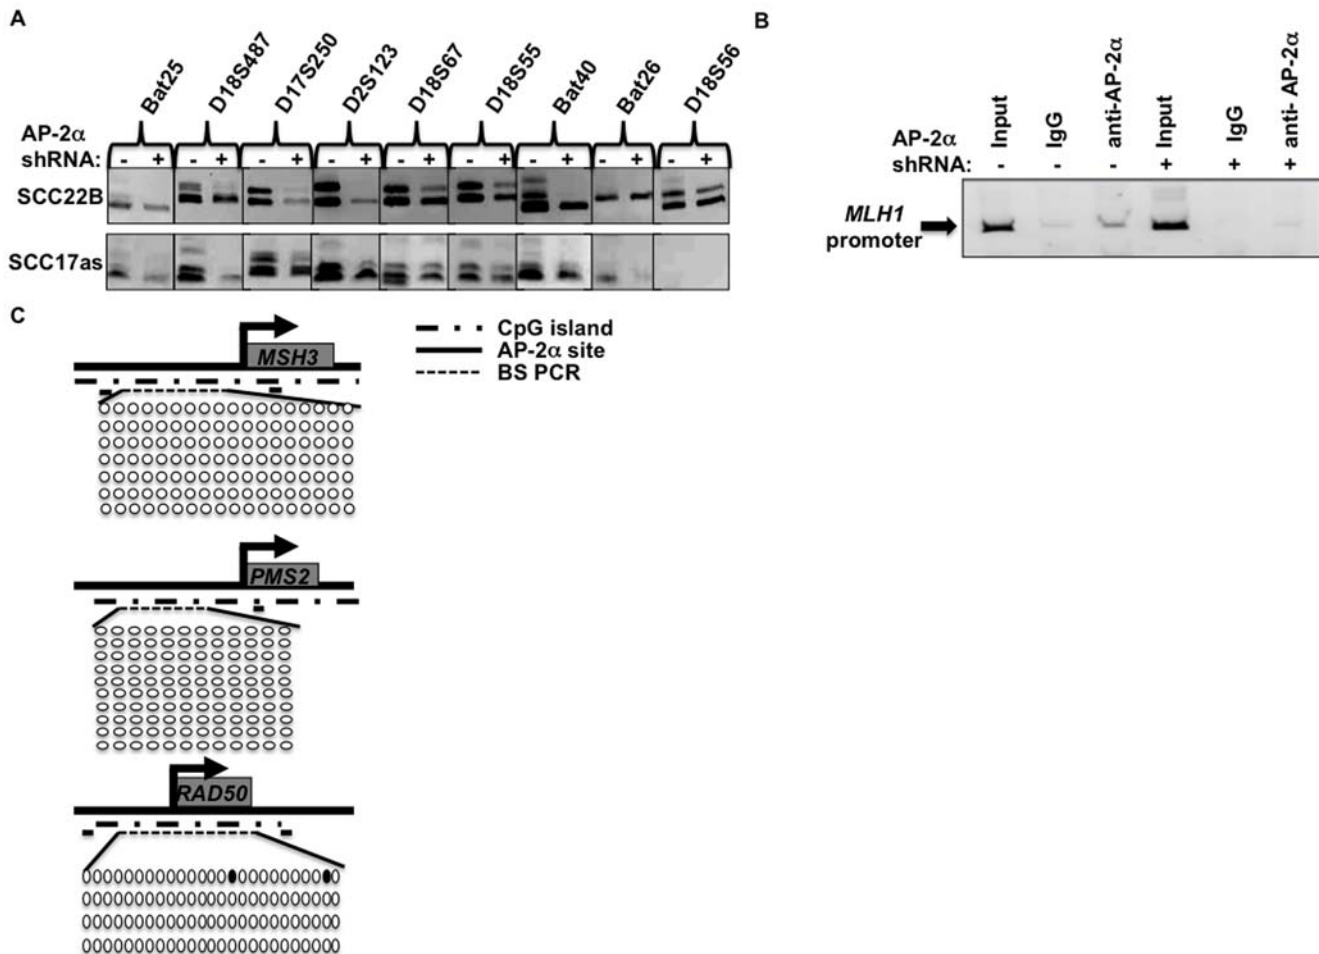 A
Bat25 D18S487 D17S250 D2S123 D18S67 D18S55 Bat40 Bat26 D18S56
AP-2α
shRNA: - + - + - + - + - + - + - + - + - +
SCC22B
SCC17as
B
Input IgG anti-AP-2α Input IgG anti- AP-2α
AP-2α
shRNA: - - - + + +
MLH1
promoter
C
CpG island
AP-2α site
BS PCR
MSH3
PMS2
RAD50